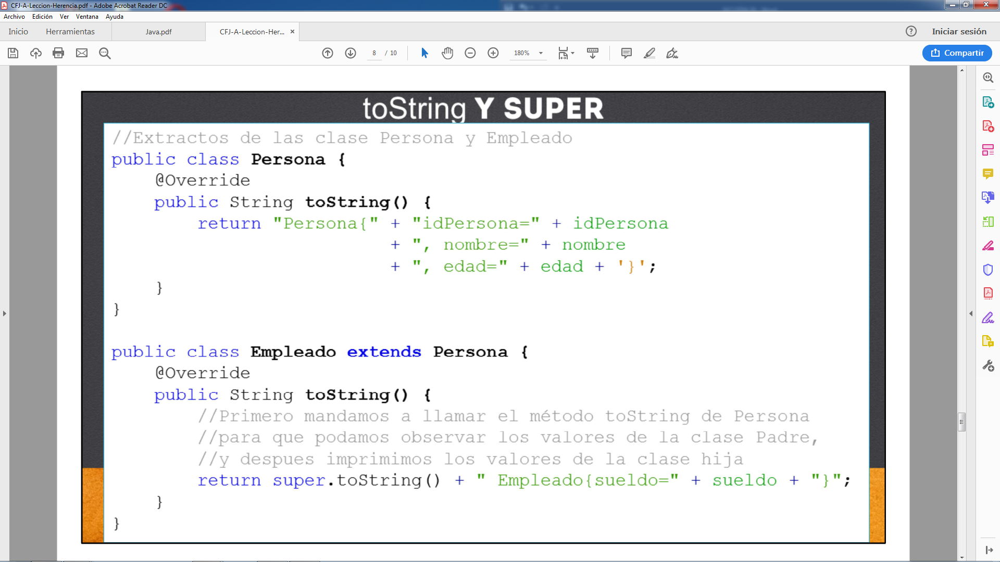 CFJ-A-Leccion-Herencia.pdf - Adobe Acrobat Reader DC
Archivo Edición Ver Ventana Ayuda
Inicio Herramientas Java.pdf CFJ-A-Leccion-Her... × ? Iniciar sesión
8 / 10 180% Compartir
toString Y SUPER
//Extractos de las clase Persona y Empleado
public class Persona {
@Override
public String toString() {
return "Persona{" + "idPersona=" + idPersona
+ ", nombre=" + nombre
+ ", edad=" + edad + '}';
}
}
public class Empleado extends Persona {
@Override
public String toString() {
//Primero mandamos a llamar el método toString de Persona
//para que podamos observar los valores de la clase Padre,
//y despues imprimimos los valores de la clase hija
return super.toString() + " Empleado{sueldo=" + sueldo + "}";
}
}